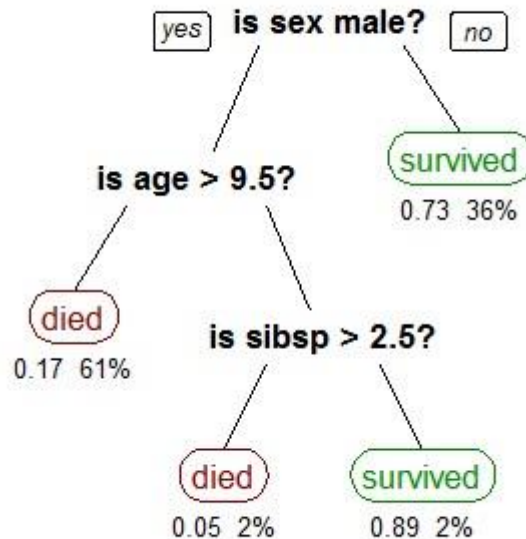 yes is sex male? no
is age > 9.5?
survived
0.73 36%
died
0.17 61%
is sibsp > 2.5?
died survived
0.05 2% 0.89 2%